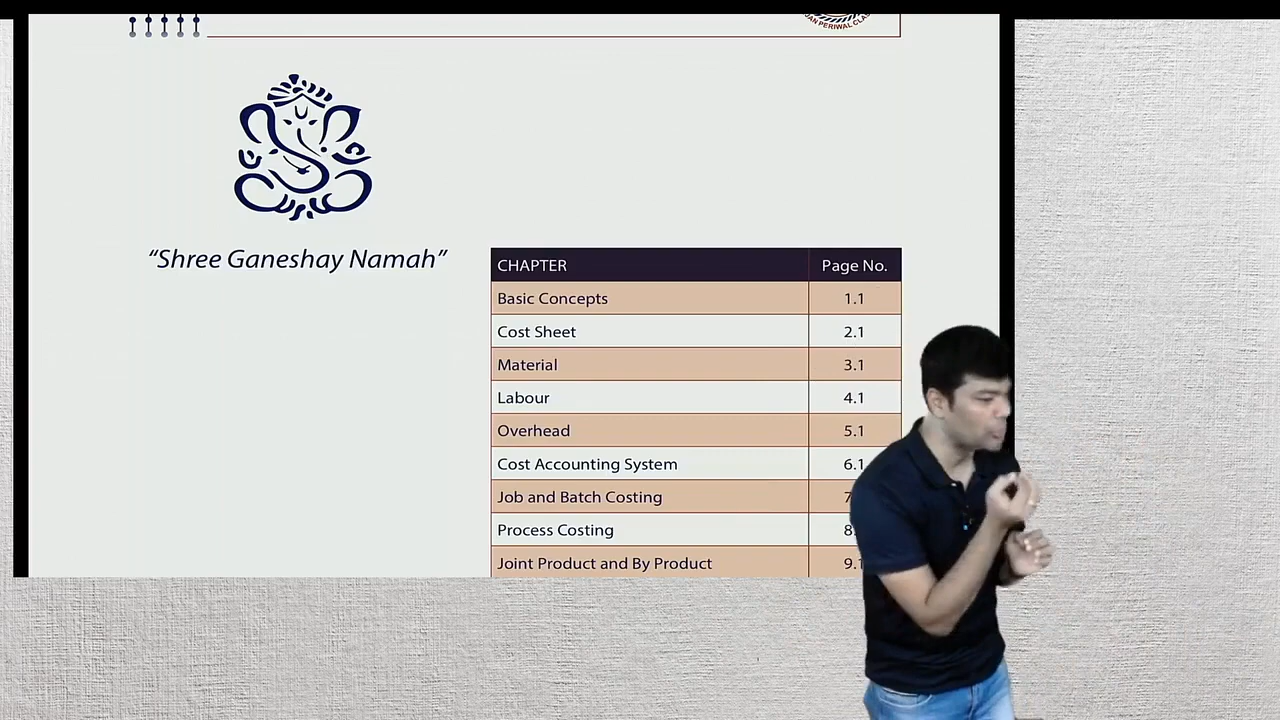 PERIWAL
"Shree Ganeshay Namah"
CHAPTER Page No.
Basic Concepts 1.1
Cost Sheet 2.1
Material 3.1
Labour 4.1
Overhead 5.1
Cost Accounting System 6.1
Job and Batch Costing
Process Costing
Joint Product and By Product